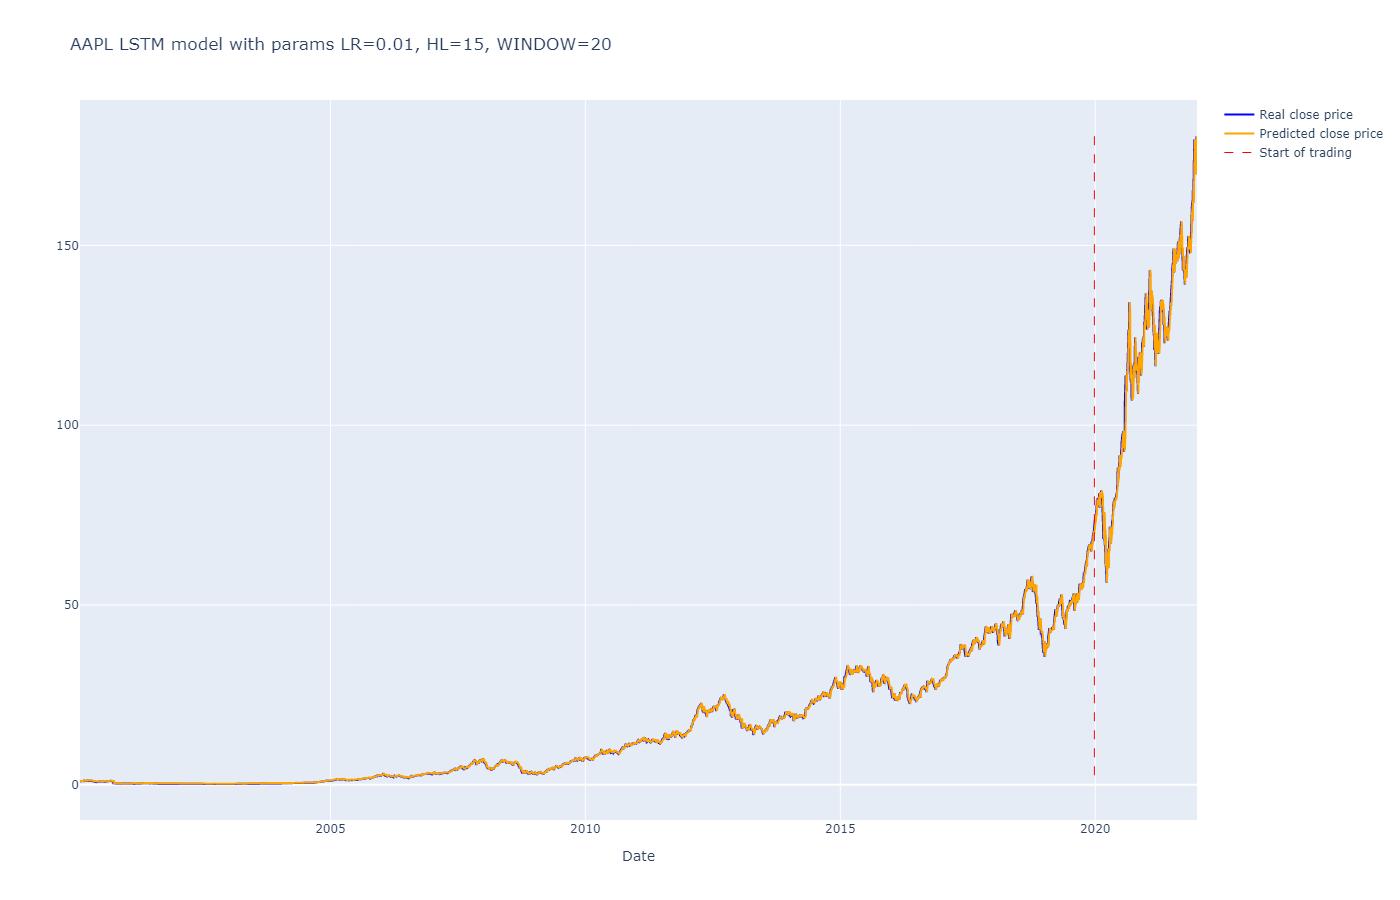 AAPL LSTM model with params LR=0.01, HL=15, WINDOW=20
Real close price
Predicted close price
Start of trading
150
100
50
0
2005
2010
2015
2020
Date